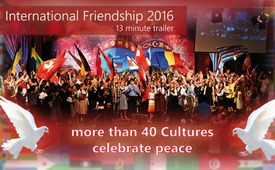 International Friendship 2016
13 minute trailer
more than 40 Cultures
celebrate peace